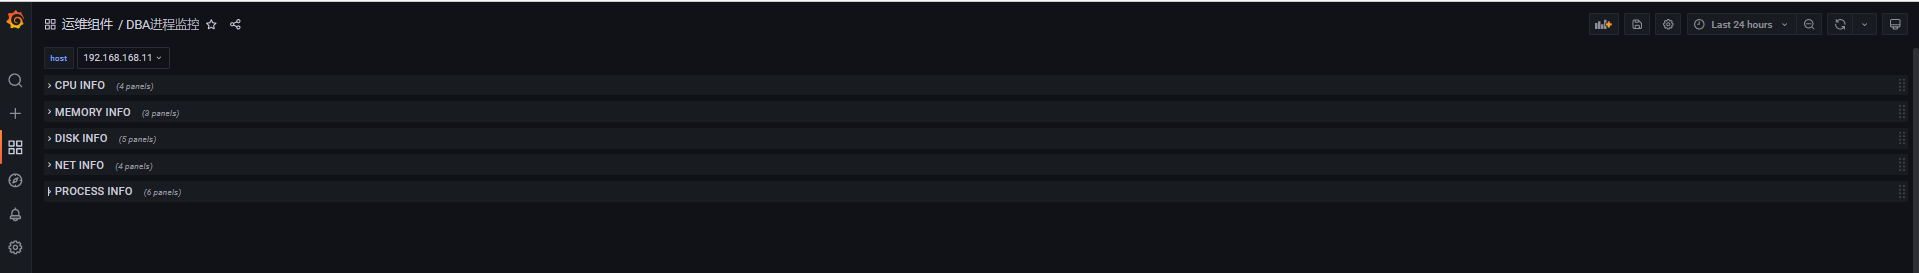 运维组件 / DBA进程监控
Last 24 hours
host 192.168.168.11
CPU INFO (4 panels)
MEMORY INFO (3 panels)
DISK INFO (5 panels)
NET INFO (4 panels)
PROCESS INFO (6 panels)